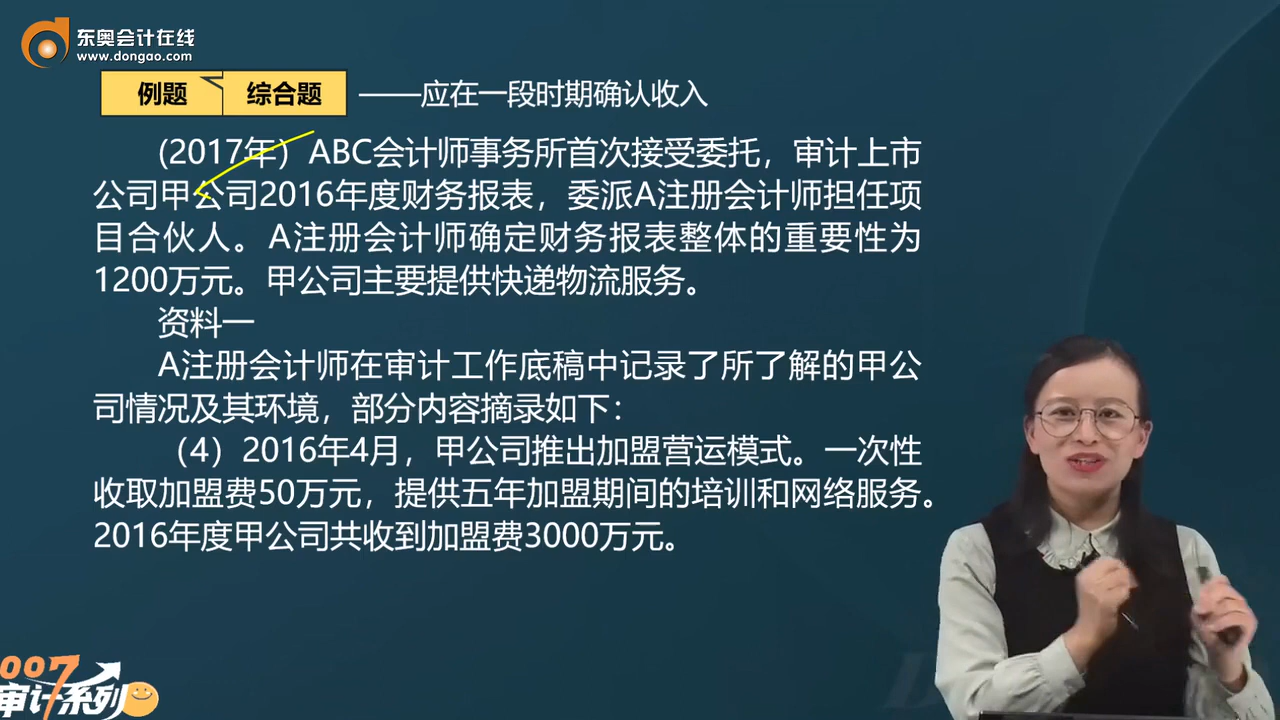 东奥会计在线
www.dongao.com
例题 综合题 ——应在一段时期确认收入
(2017年）ABC会计师事务所首次接受委托，审计上市
公司甲公司2016年度财务报表，委派A注册会计师担任项
目合伙人。A注册会计师确定财务报表整体的重要性为
1200万元。甲公司主要提供快递物流服务。
资料一
A注册会计师在审计工作底稿中记录了所了解的甲公
司情况及其环境，部分内容摘录如下：
（4）2016年4月，甲公司推出加盟营运模式。一次性
收取加盟费50万元，提供五年加盟期间的培训和网络服务。
2016年度甲公司共收到加盟费3000万元。
007
审计系列